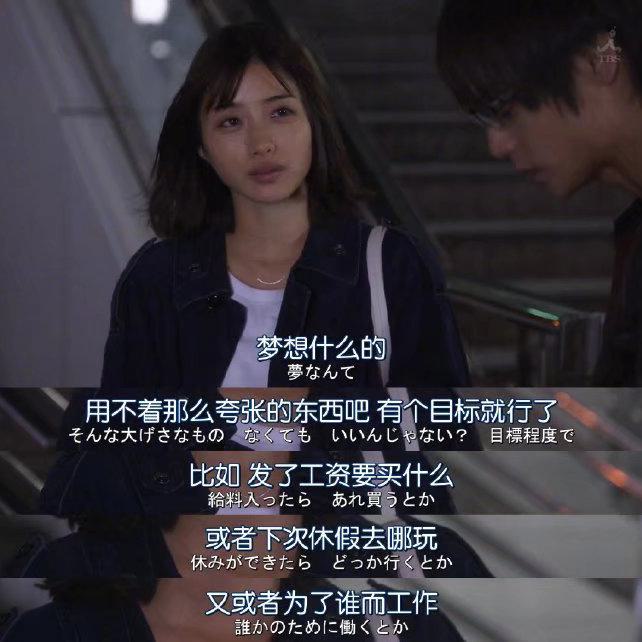 TBS
梦想什么的
夢なんて
用不着那么夸张的东西吧 有个目标就行了
そんな大げさなもの なくても いいんじゃない？ 目標程度で
比如 发了工资要买什么
給料入ったら あれ買うとか
或者下次休假去哪玩
休みができたら どっか行くとか
又或者为了谁而工作
誰かのために働くとか